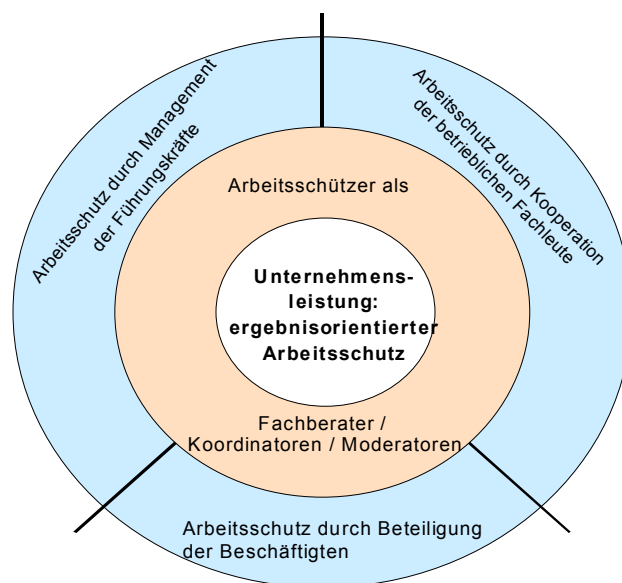 Arbeitsschutz durch Management
der Führungskräfte
Arbeitsschutz durch Kooperation
der betrieblichen Fachleute
Arbeitsschützer als
Unternehmens-
leistung:
ergebnisorientierter
Arbeitsschutz
Fachberater /
Koordinatoren / Moderatoren
Arbeitsschutz durch Beteiligung
der Beschäftigten